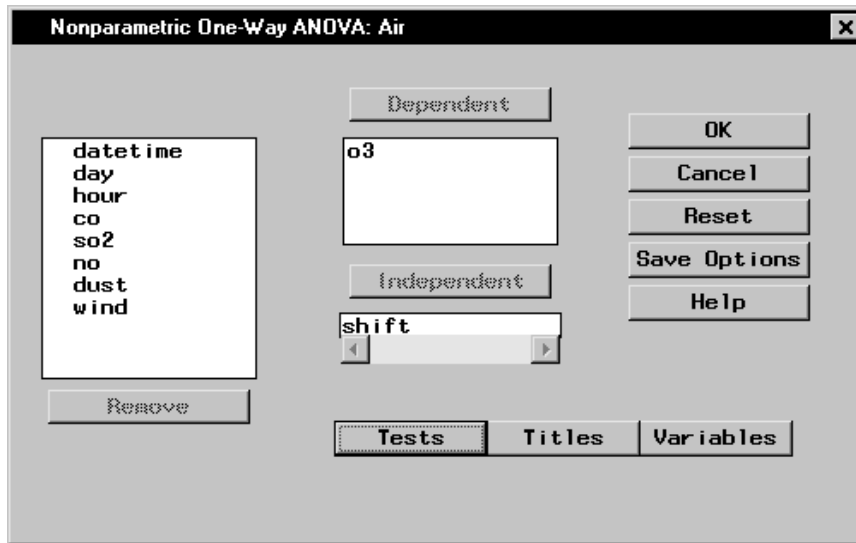 Nonparametric One-Way ANOVA: Air
datetime
day
hour
co
so2
no
dust
wind
Remove
Dependent
o3
Independent
shift
OK
Cancel
Reset
Save Options
Help
Tests
Titles
Variables